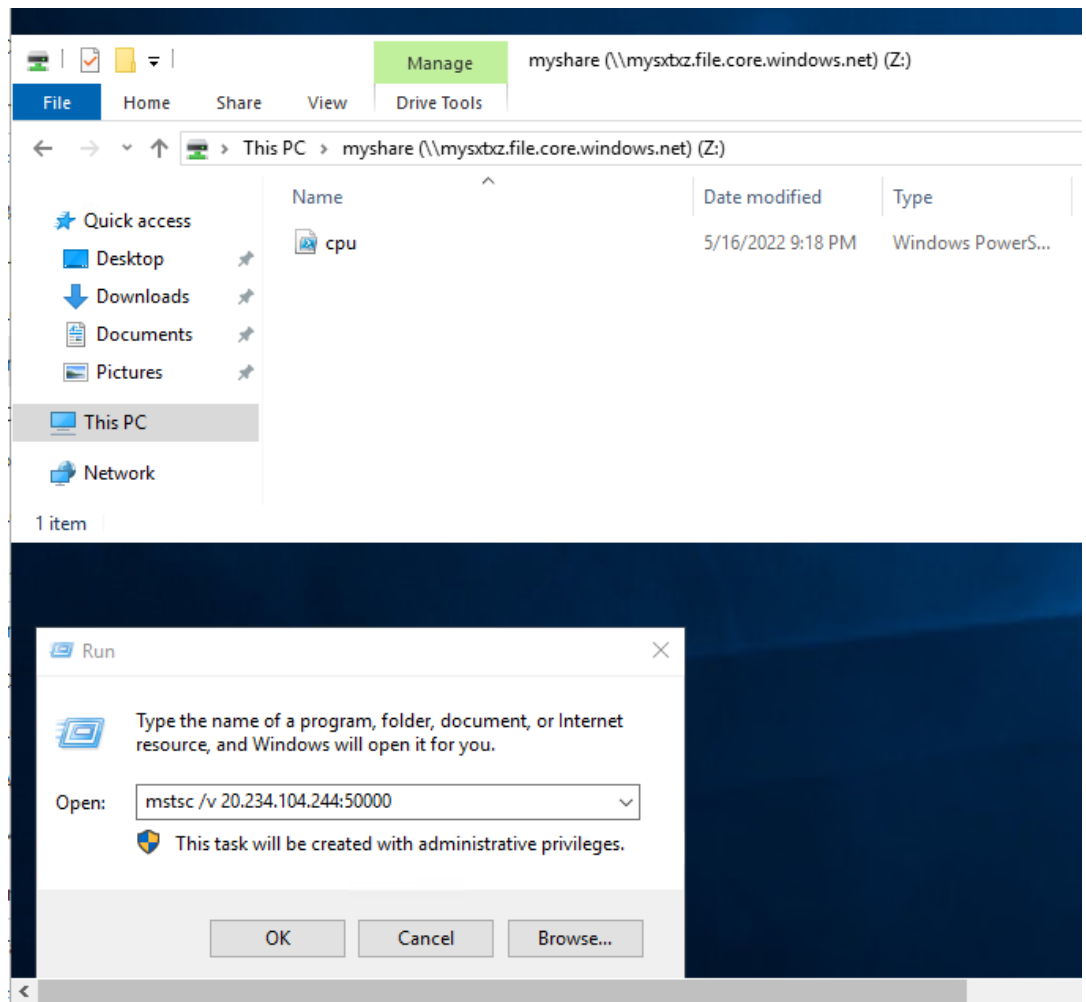 Manage
myshare (\\mysxtxz.file.core.windows.net) (Z:)
File
Home
Share
View
Drive Tools
This PC > myshare (\\mysxtxz.file.core.windows.net) (Z:)
Name
Date modified
Type
Quick access
cpu
5/16/2022 9:18 PM
Windows PowerS...
Desktop
Downloads
Documents
Pictures
This PC
Network
1 item
Run
Type the name of a program, folder, document, or Internet
resource, and Windows will open it for you.
Open:
mstsc /v 20.234.104.244:50000
This task will be created with administrative privileges.
OK
Cancel
Browse...